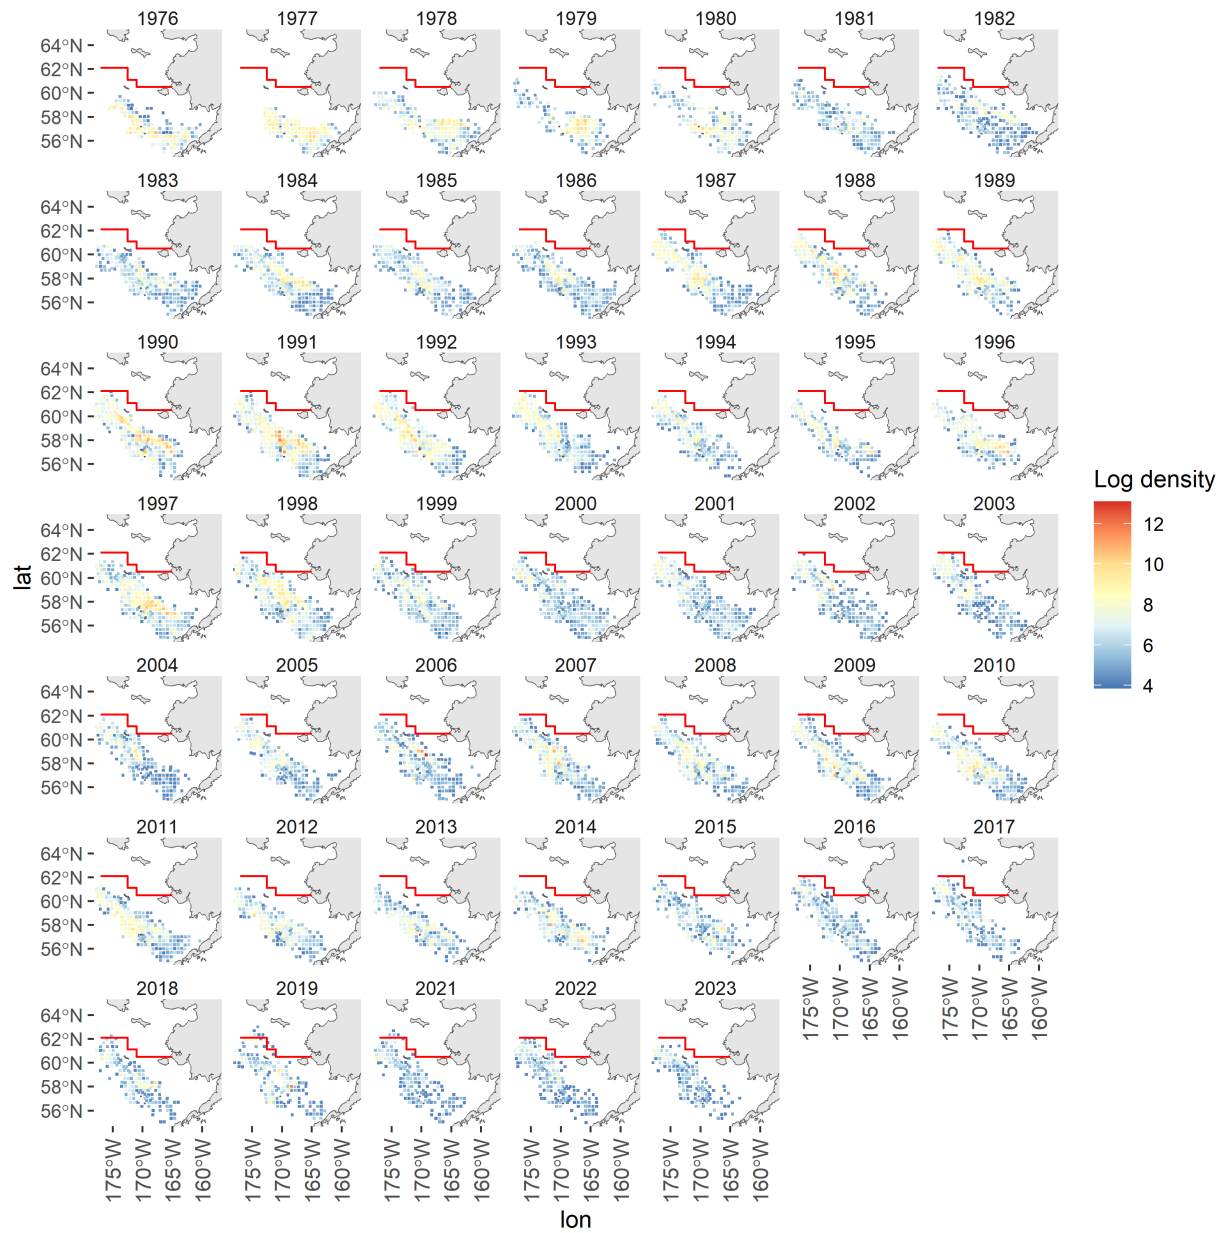 1976 1977 1978 1979 1980 1981 1982
64°N
62°N
60°N
58°N
56°N
1983 1984 1985 1986 1987 1988 1989
64°N
62°N
60°N
58°N
56°N
1990 1991 1992 1993 1994 1995 1996
64°N
62°N
60°N
58°N
56°N
Log density
12
10
8
6
4
1997 1998 1999 2000 2001 2002 2003
64°N
62°N
60°N
58°N
56°N
lat
2004 2005 2006 2007 2008 2009 2010
64°N
62°N
60°N
58°N
56°N
2011 2012 2013 2014 2015 2016 2017
64°N
62°N
60°N
58°N
56°N
175°W 170°W 165°W 160°W 175°W 170°W 165°W 160°W
2018 2019 2021 2022 2023
64°N
62°N
60°N
58°N
56°N
175°W 170°W 165°W 160°W 175°W 170°W 165°W 160°W 175°W 170°W 165°W 160°W 175°W 170°W 165°W 160°W 175°W 170°W 165°W 160°W
lon